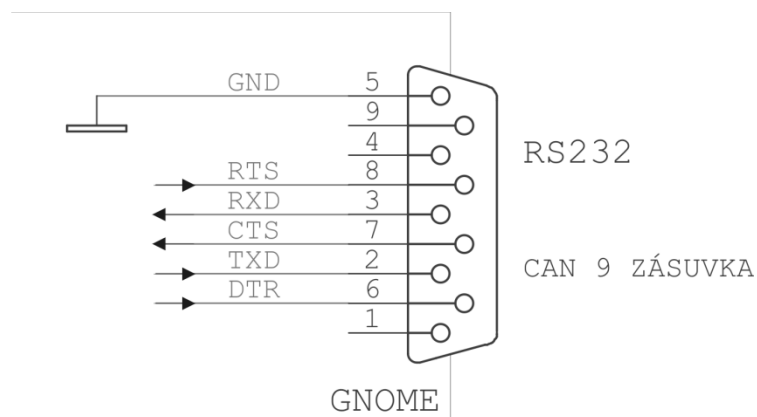 GND 5
9
4
RTS 8
RXD 3
CTS 7
TXD 2
DTR 6
1
RS232
CAN 9 ZÁSUVKA
GNOME